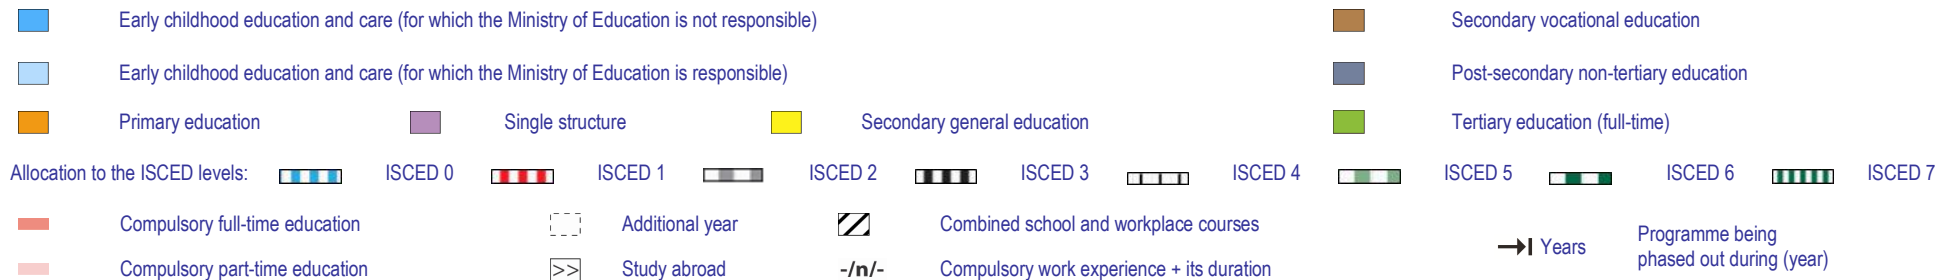 Early childhood education and care (for which the Ministry of Education is not responsible) Secondary vocational education
Early childhood education and care (for which the Ministry of Education is responsible) Post-secondary non-tertiary education
Primary education Single structure Secondary general education Tertiary education (full-time)
Allocation to the ISCED levels: ISCED 0 ISCED 1 ISCED 2 ISCED 3 ISCED 4 ISCED 5 ISCED 6 ISCED 7
Compulsory full-time education Additional year Combined school and workplace courses
Years Programme being
phased out during (year)
Compulsory part-time education >> Study abroad -/n/- Compulsory work experience + its duration